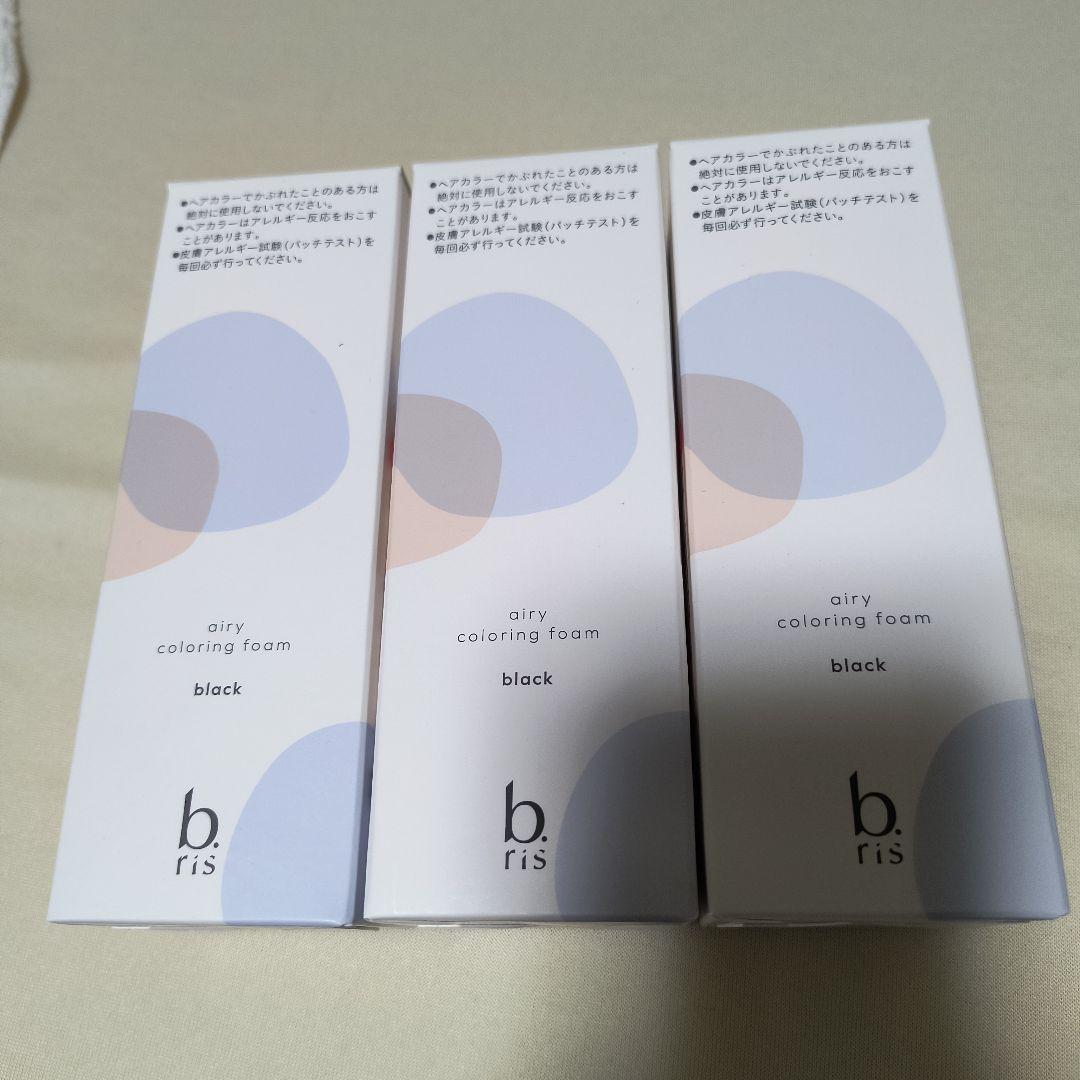 ●ヘアカラーでかぶれたことのある方は
絶対に使用しないでください。
●ヘアカラーはアレルギー反応をおこす
ことがあります。
●皮膚アレルギー試験(パッチテスト)を
毎回必ず行ってください。
airy
coloring foam
black
b.
ris
●ヘアカラーでかぶれたことのある方は
絶対に使用しないでください。
●ヘアカラーはアレルギー反応をおこす
ことがあります。
●皮膚アレルギー試験(パッチテスト)を
毎回必ず行ってください。
airy
coloring foam
black
b.
ris
●ヘアカラーでかぶれたことのある方は
絶対に使用しないでください。
●ヘアカラーはアレルギー反応をおこす
ことがあります。
●皮膚アレルギー試験(パッチテスト)を
毎回必ず行ってください。
airy
coloring foam
black
b.
ris